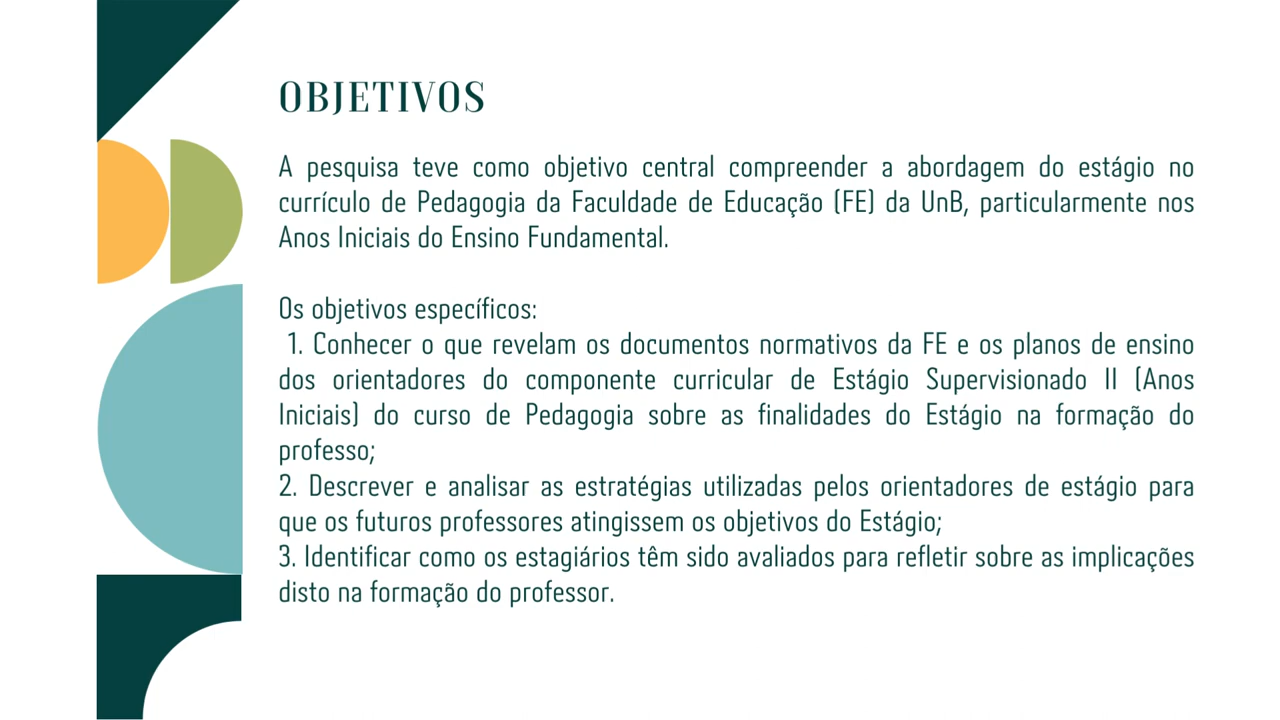 OBJETIVOS
A pesquisa teve como objetivo central compreender a abordagem do estágio no
currículo de Pedagogia da Faculdade de Educação (FE) da UnB, particularmente nos
Anos Iniciais do Ensino Fundamental.
Os objetivos específicos:
1. Conhecer o que revelam os documentos normativos da FE e os planos de ensino
dos orientadores do componente curricular de Estágio Supervisionado II (Anos
Iniciais) do curso de Pedagogia sobre as finalidades do Estágio na formação do
professo;
2. Descrever e analisar as estratégias utilizadas pelos orientadores de estágio para
que os futuros professores atingissem os objetivos do Estágio;
3. Identificar como os estagiários têm sido avaliados para refletir sobre as implicações
disto na formação do professor.